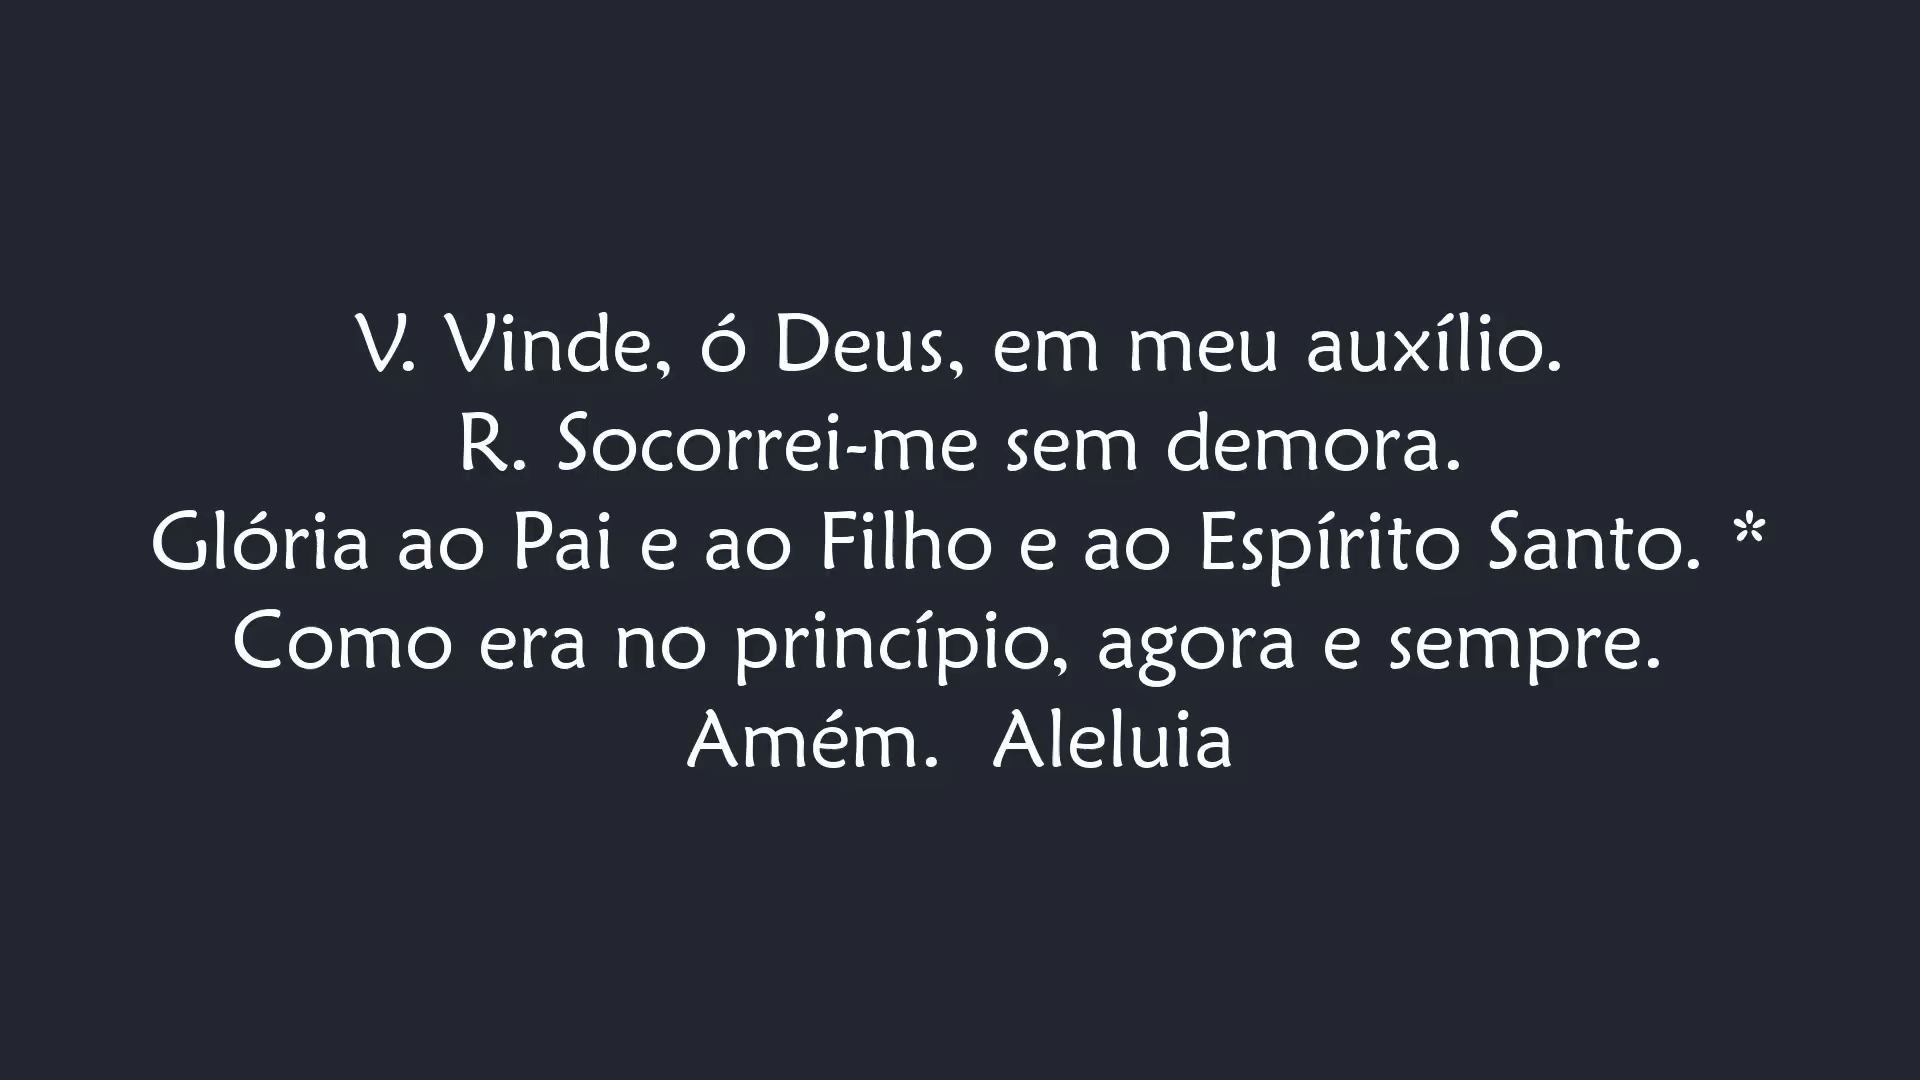 V. Vinde, ó Deus, em meu auxílio.
R. Socorrei-me sem demora.
Glória ao Pai e ao Filho e ao Espírito Santo. *
Como era no princípio, agora e sempre.
Amém.  Aleluia